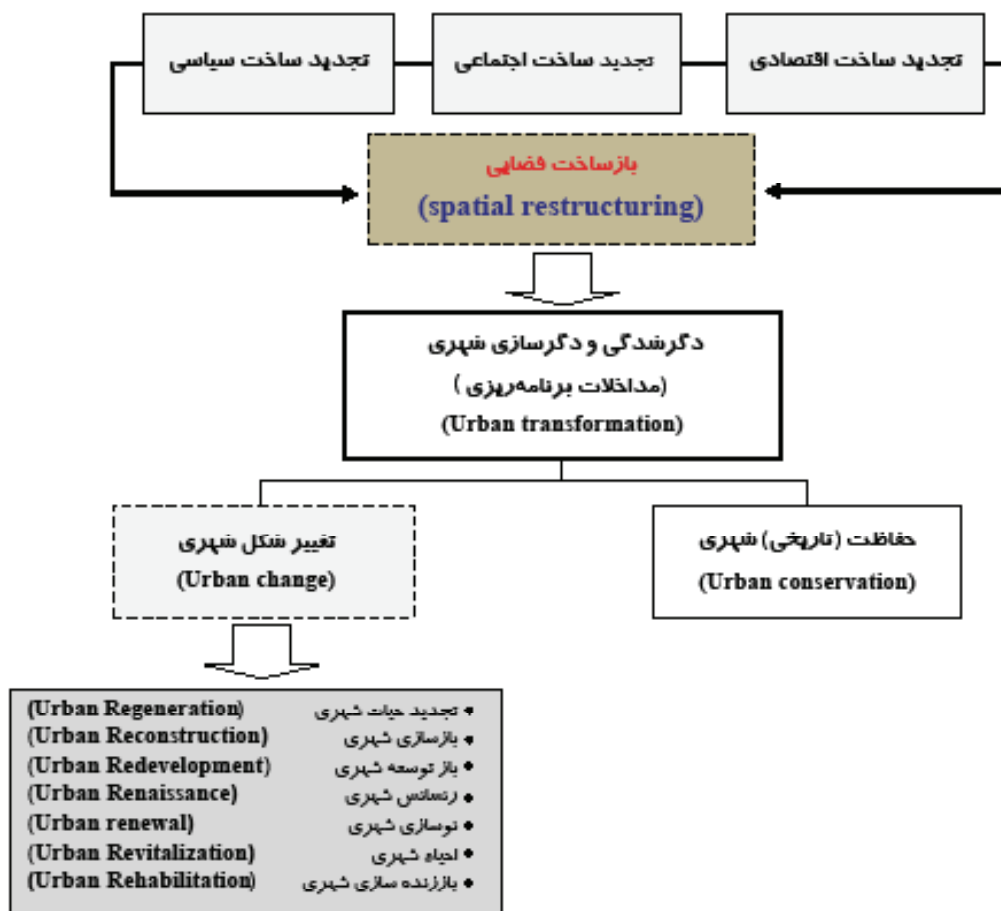 تجدید ساخت اقتصادی
تجدید ساخت اجتماعی
تجدید ساخت سیاسی
بازساخت فضایی
(spatial restructuring)
دگرشدگی و دگرسازی شهری
(مداخلات برنامه‌ریزی)
(Urban transformation)
حفاظت (تاریخی) شهری
(Urban conservation)
تغییر شکل شهری
(Urban change)
• تجدید حیات شهری (Urban Regeneration)
• بازسازی شهری (Urban Reconstruction)
• باز توسعه شهری (Urban Redevelopment)
• رنسانس شهری (Urban Renaissance)
• نوسازی شهری (Urban renewal)
• احیاء شهری (Urban Revitalization)
• باززنده سازی شهری (Urban Rehabilitation)